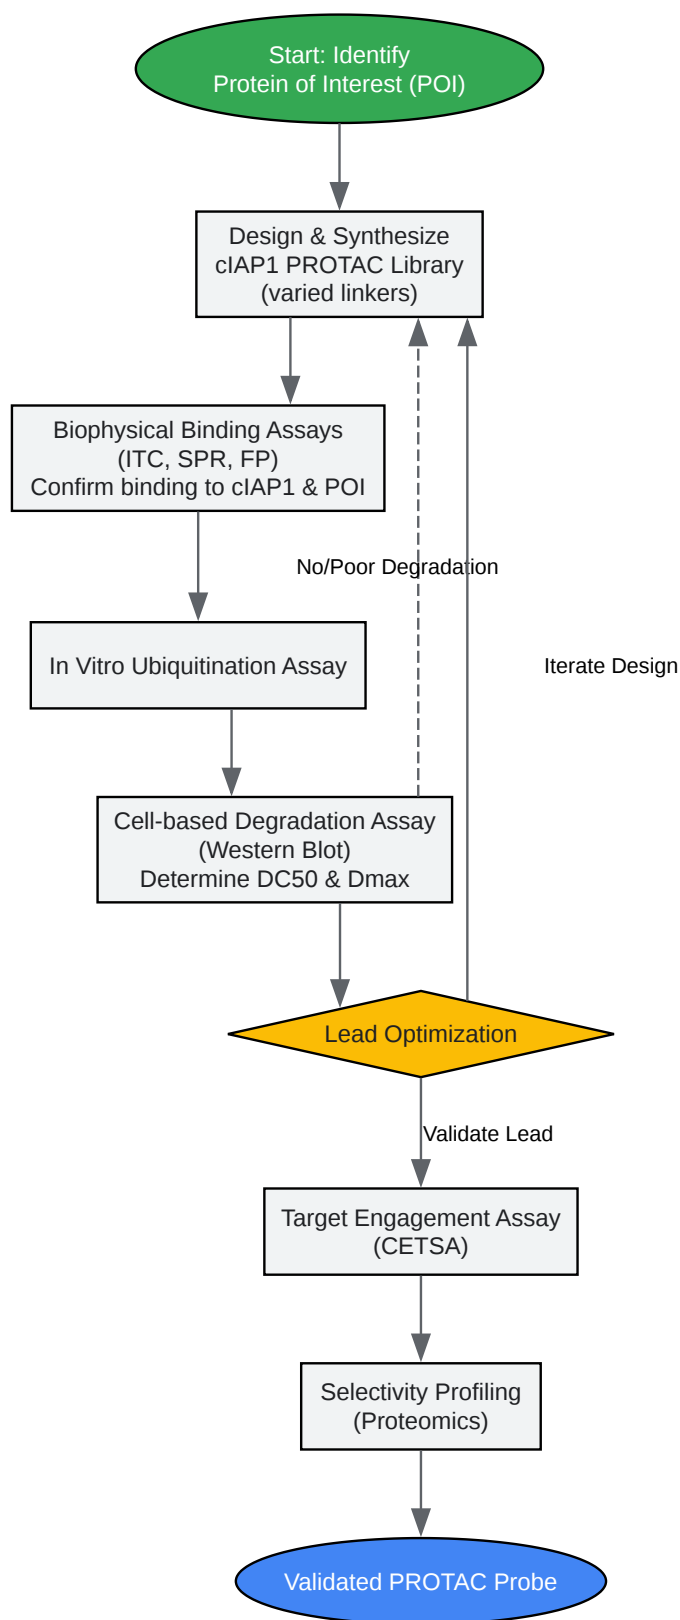 Start: Identify
Protein of Interest (POI)
Design & Synthesize
cIAP1 PROTAC Library
(varied linkers)
Biophysical Binding Assays
(ITC, SPR, FP)
Confirm binding to cIAP1 & POI
No/Poor Degradation
In Vitro Ubiquitination Assay
Iterate Design
Cell-based Degradation Assay
(Western Blot)
Determine DC50 & Dmax
Lead Optimization
Validate Lead
Target Engagement Assay
(CETSA)
Selectivity Profiling
(Proteomics)
Validated PROTAC Probe